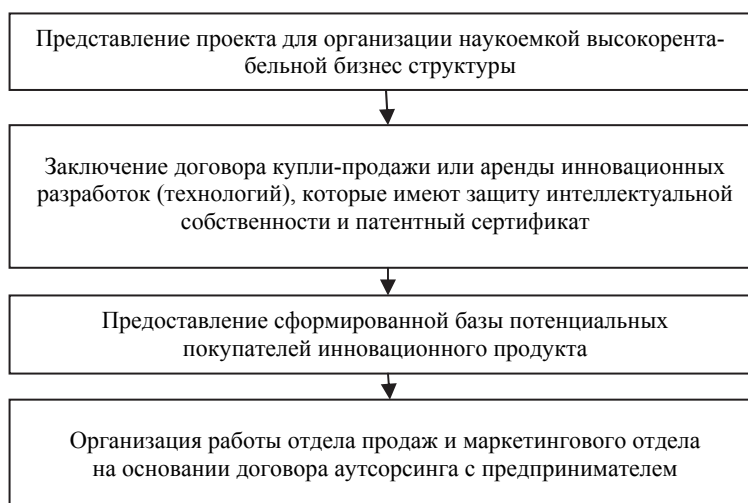 Представление проекта для организации наукоемкой высокорента-
бельной бизнес структуры
Заключение договора купли-продажи или аренды инновационных
разработок (технологий), которые имеют защиту интеллектуальной
собственности и патентный сертификат
Предоставление сформированной базы потенциальных
покупателей инновационного продукта
Организация работы отдела продаж и маркетингового отдела
на основании договора аутсорсинга с предпринимателем